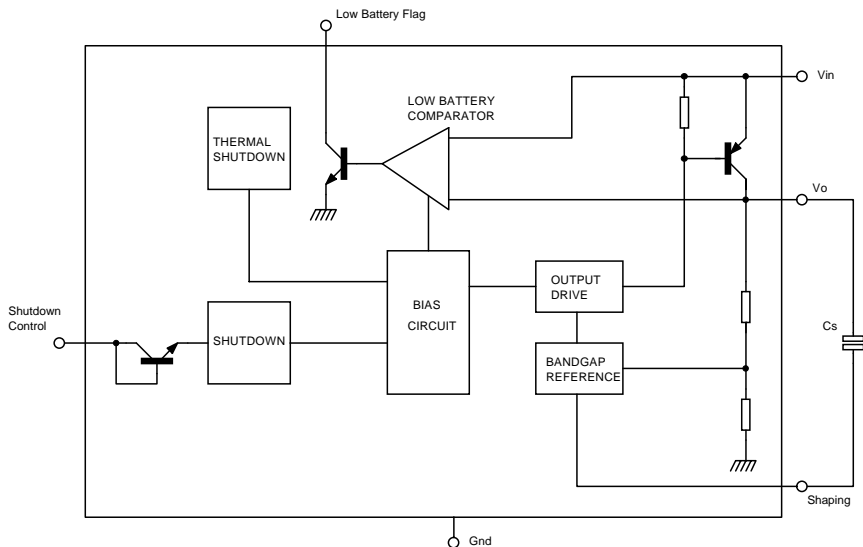 Low Battery Flag
Vin
LOW BATTERY
COMPARATOR
THERMAL
SHUTDOWN
Vo
Shutdown
Control
SHUTDOWN
BIAS
CIRCUIT
OUTPUT
DRIVE
BANDGAP
REFERENCE
Cs
Shaping
Gnd